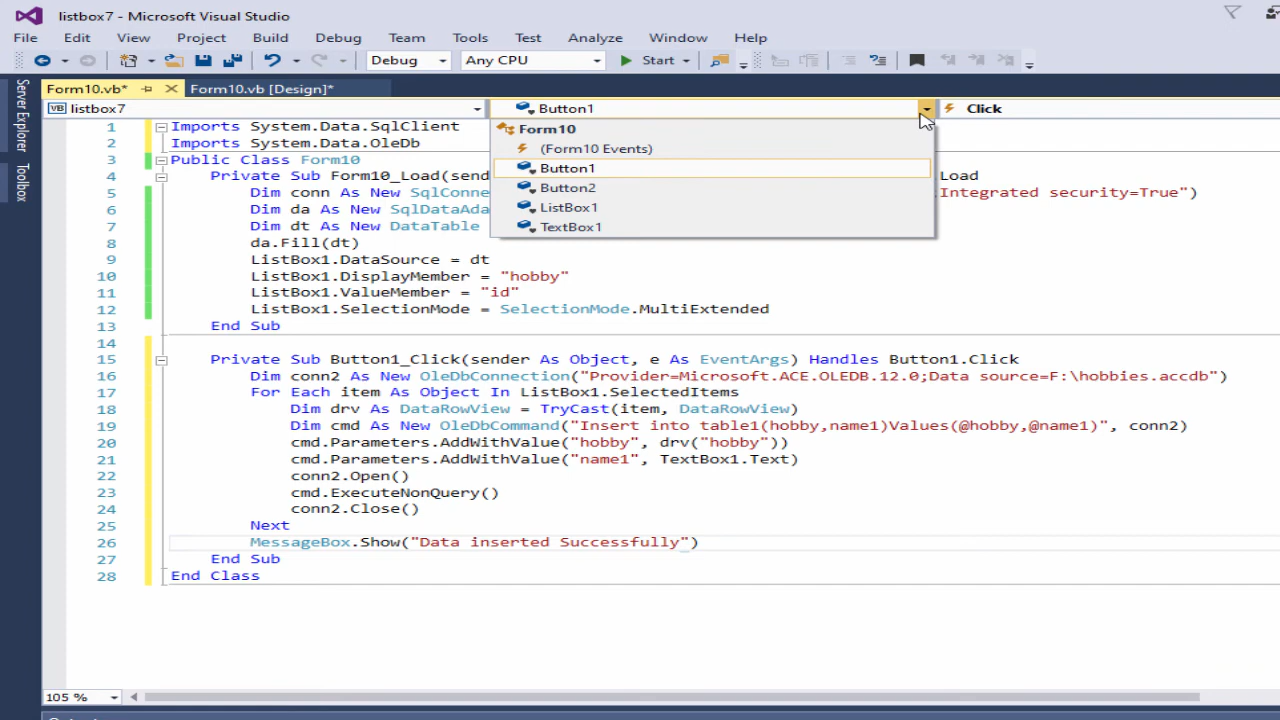 listbox7 - Microsoft Visual Studio
File Edit View Project Build Debug Team Tools Test Analyze Window Help
Debug Any CPU Start
Form10.vb* Form10.vb [Design]*
VB listbox7 Button1 Click
Server Explorer
Toolbox
Form10
(Form10 Events)
Button1
Button2
ListBox1
TextBox1
1 Imports System.Data.SqlClient
2 Imports System.Data.OleDb
3 Public Class Form10
4 Private Sub Form10_Load(send Load
5 Dim conn As New SqlConne Integrated security=True")
6 Dim da As New SqlDataAda
7 Dim dt As New DataTable
8 da.Fill(dt)
9 ListBox1.DataSource = dt
10 ListBox1.DisplayMember = "hobby"
11 ListBox1.ValueMember = "id"
12 ListBox1.SelectionMode = SelectionMode.MultiExtended
13 End Sub
14
15 Private Sub Button1_Click(sender As Object, e As EventArgs) Handles Button1.Click
16 Dim conn2 As New OleDbConnection("Provider=Microsoft.ACE.OLEDB.12.0;Data source=F:\hobbies.accdb")
17 For Each item As Object In ListBox1.SelectedItems
18 Dim drv As DataRowView = TryCast(item, DataRowView)
19 Dim cmd As New OleDbCommand("Insert into table1(hobby,name1)Values(@hobby,@name1)", conn2)
20 cmd.Parameters.AddWithValue("hobby", drv("hobby"))
21 cmd.Parameters.AddWithValue("name1", TextBox1.Text)
22 conn2.Open()
23 cmd.ExecuteNonQuery()
24 conn2.Close()
25 Next
26 MessageBox.Show("Data inserted Successfully")
27 End Sub
28 End Class
105 %